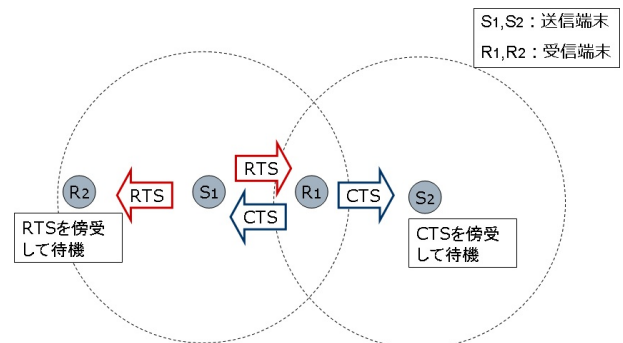 S1,S2：送信端末
R1,R2：受信端末
RTS
R2
RTS
S1
R1
CTS
S2
CTS
RTSを傍受
して待機
CTSを傍受
して待機